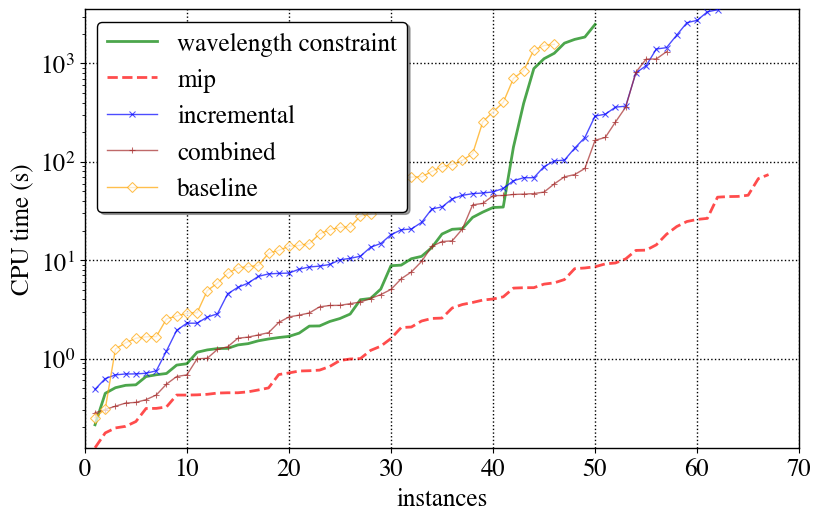 wavelength constraint
mip
incremental
combined
baseline
CPU time (s)
10³
10²
10¹
10⁰
0 10 20 30 40 50 60 70
instances